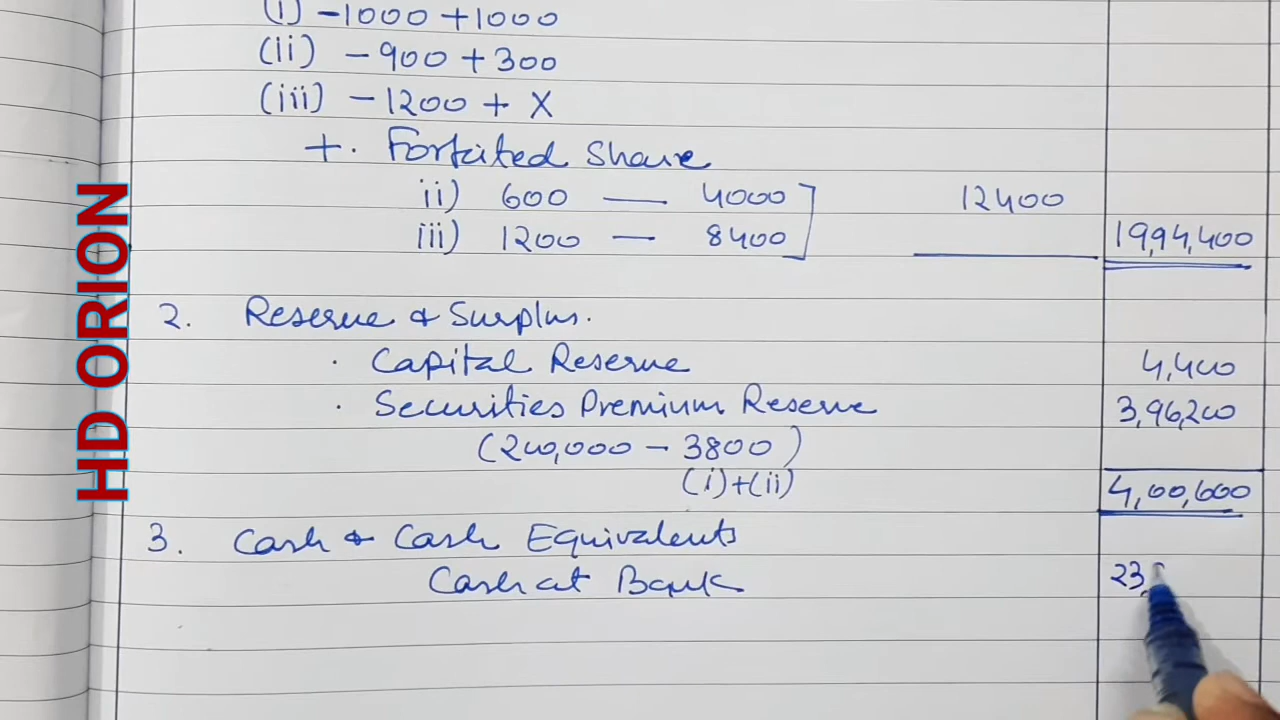 (i) -1000 +1000
(ii) - 900 + 300
(iii) - 1200 + X
+. Forfeited Share
ii) 600 — 4000 12400
iii) 1200 — 8400 19,94,400
2. Reserve & Surplus.
. Capital Reserve 4,400
. Securities Premium Reserve 3,96,200
(200,000 - 3800)
(i)+(ii) 4,00,600
3. Cash & Cash Equivalents
Cash at Bank 23,
HD ORION